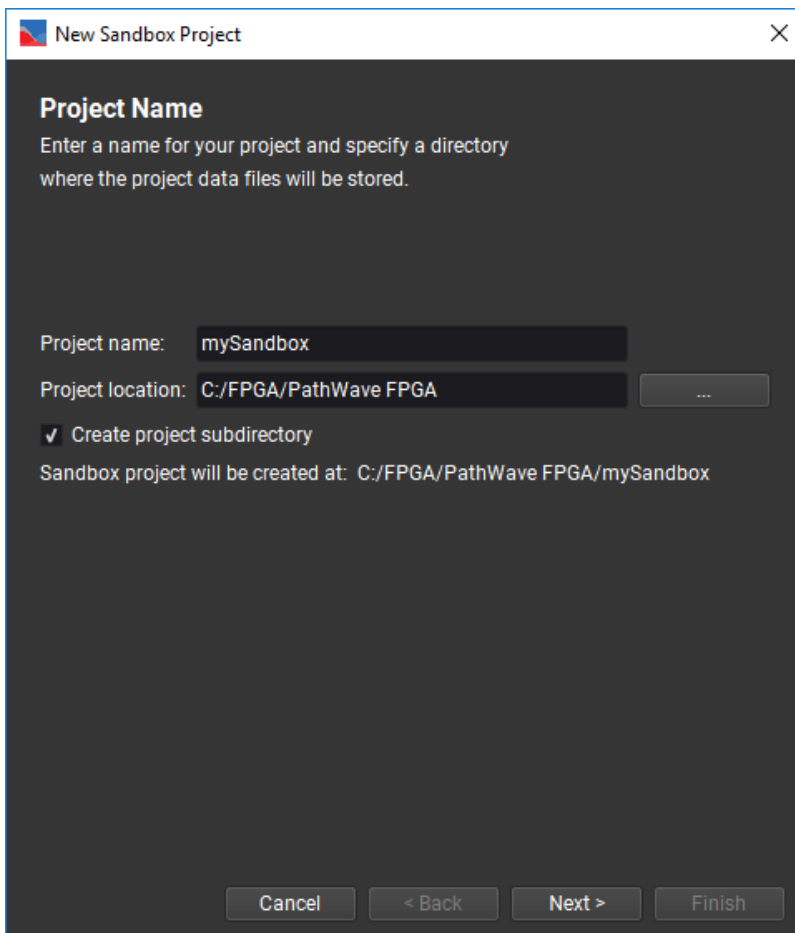 New Sandbox Project
Project Name
Enter a name for your project and specify a directory
where the project data files will be stored.
Project name: mySandbox
Project location: C:/FPGA/PathWave FPGA ...
Create project subdirectory
Sandbox project will be created at: C:/FPGA/PathWave FPGA/mySandbox
Cancel < Back Next > Finish